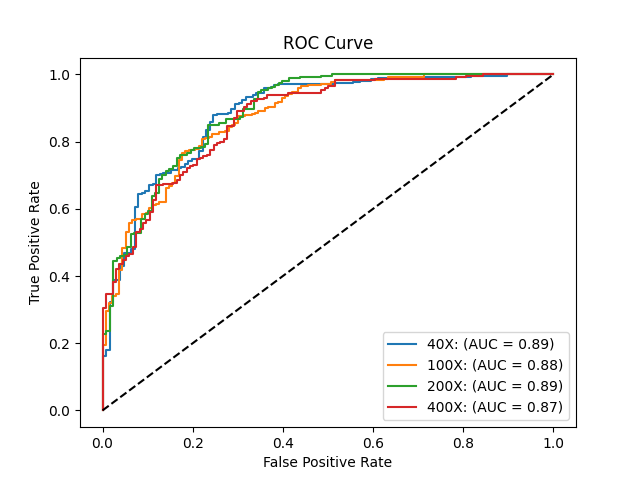 ROC Curve
True Positive Rate
1.0
0.8
0.6
0.4
0.2
0.0
40X: (AUC = 0.89)
100X: (AUC = 0.88)
200X: (AUC = 0.89)
400X: (AUC = 0.87)
0.0 0.2 0.4 0.6 0.8 1.0
False Positive Rate